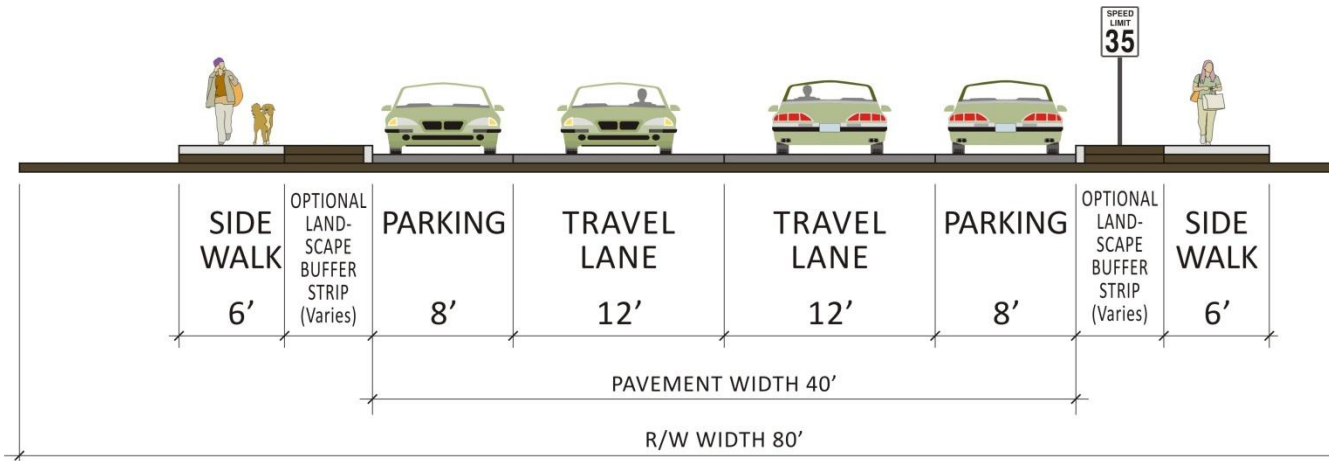 SPEED
LIMIT
35
SIDE
WALK
6’
OPTIONAL
LAND-
SCAPE
BUFFER
STRIP
(Varies)
PARKING
8’
TRAVEL
LANE
12’
TRAVEL
LANE
12’
PARKING
8’
OPTIONAL
LAND-
SCAPE
BUFFER
STRIP
(Varies)
SIDE
WALK
6’
PAVEMENT WIDTH 40’
R/W WIDTH 80’